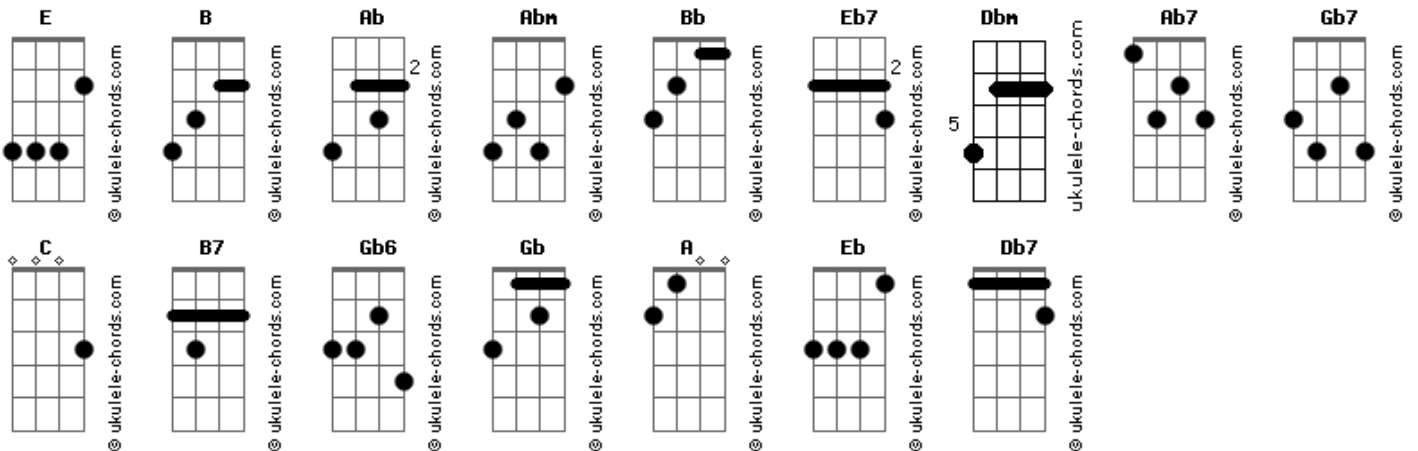 E B Ab Abm Bb Eb7 Dbm Ab7 Gb7
2 2 5
© ukulele-chords.com © ukulele-chords.com © ukulele-chords.com © ukulele-chords.com © ukulele-chords.com © ukulele-chords.com ukulele-chords.com © ukulele-chords.com © ukulele-chords.com
C B7 Gb6 Gb A Eb Db7
© ukulele-chords.com © ukulele-chords.com © ukulele-chords.com © ukulele-chords.com © ukulele-chords.com © ukulele-chords.com © ukulele-chords.com